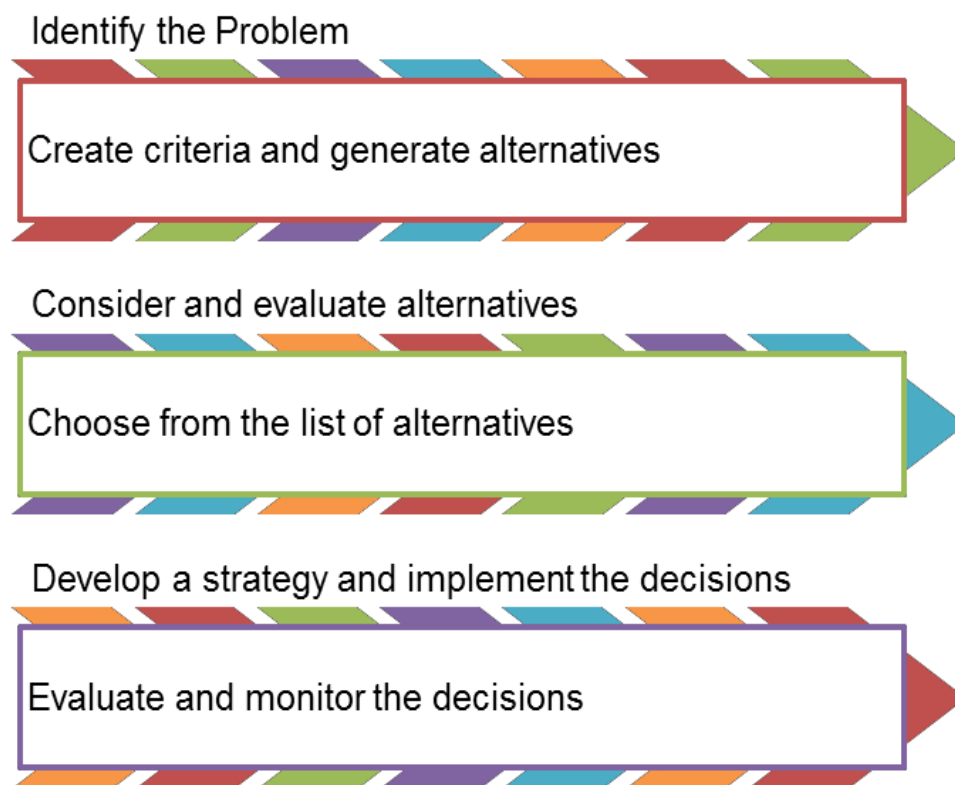 Identify the Problem
Create criteria and generate alternatives
Consider and evaluate alternatives
Choose from the list of alternatives
Develop a strategy and implement the decisions
Evaluate and monitor the decisions